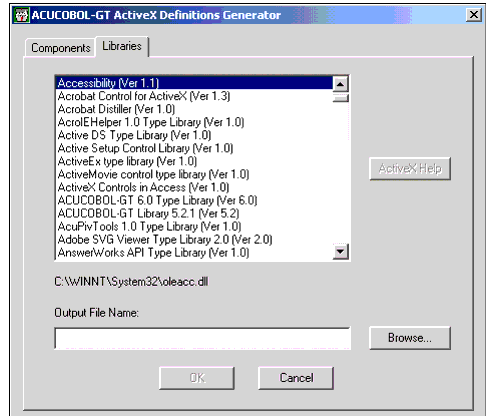 ACUCOBOL-GT ActiveX Definitions Generator
Components Libraries
Accessibility (Ver 1.1)
Acrobat Control for ActiveX (Ver 1.3)
Acrobat Distiller (Ver 1.0)
AcroIEHelper 1.0 Type Library (Ver 1.0)
Active DS Type Library (Ver 1.0)
Active Setup Control Library (Ver 1.0)
ActiveEx type library (Ver 1.0)
ActiveMovie control type library (Ver 1.0)
ActiveX Controls in Access (Ver 1.0)
ACUCOBOL-GT 6.0 Type Library (Ver 6.0)
ACUCOBOL-GT Library 5.2.1 (Ver 5.2)
AcuPivTools 1.0 Type Library (Ver 1.0)
Adobe SVG Viewer Type Library 2.0 (Ver 2.0)
AnswerWorks API Type Library (Ver 1.0)
ActiveX Help
C:\WINNT\System32\oleacc.dll
Output File Name:
Browse...
OK Cancel